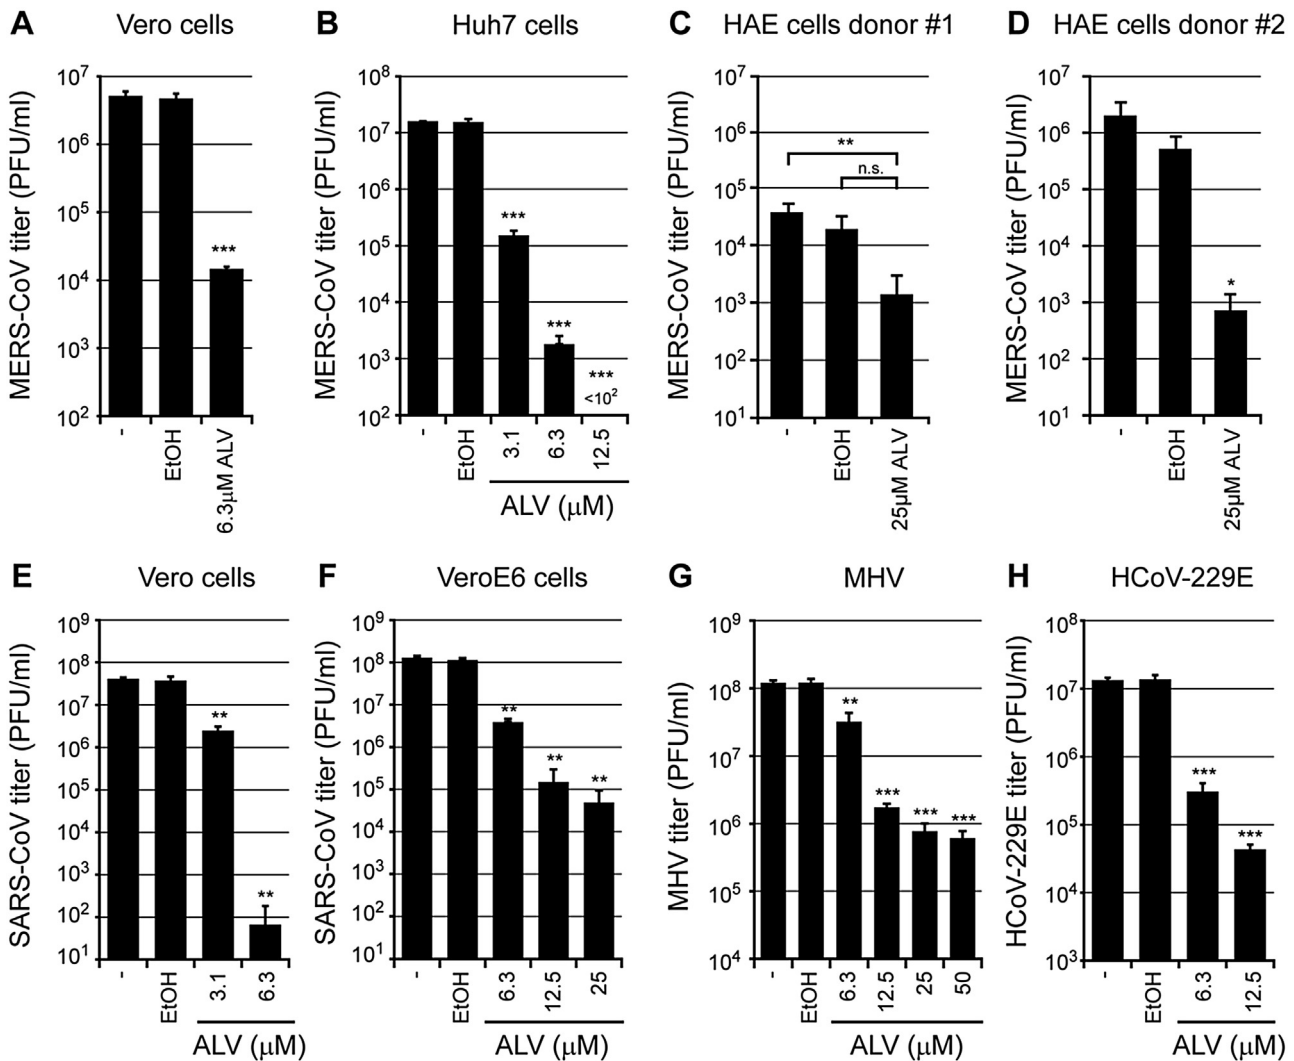 A Vero cells
MERS-CoV titer (PFU/ml)
10⁷
10⁶
10⁵
10⁴
10³
10²
***
-
EtOH
6.3μM ALV
B Huh7 cells
MERS-CoV titer (PFU/ml)
10⁸
10⁷
10⁶
10⁵
10⁴
10³
10²
***
***
***
<10²
-
EtOH
3.1
6.3
12.5
ALV (μM)
C HAE cells donor #1
MERS-CoV titer (PFU/ml)
10⁷
10⁶
10⁵
10⁴
10³
10²
10¹
**
n.s.
-
EtOH
25μM ALV
D HAE cells donor #2
MERS-CoV titer (PFU/ml)
10⁷
10⁶
10⁵
10⁴
10³
10²
10¹
*
-
EtOH
25μM ALV
E Vero cells
SARS-CoV titer (PFU/ml)
10⁹
10⁸
10⁷
10⁶
10⁵
10⁴
10³
10²
10¹
**
**
-
EtOH
3.1
6.3
ALV (μM)
F VeroE6 cells
SARS-CoV titer (PFU/ml)
10⁹
10⁸
10⁷
10⁶
10⁵
10⁴
10³
10²
10¹
**
**
**
-
EtOH
6.3
12.5
25
ALV (μM)
G MHV
MHV titer (PFU/ml)
10⁹
10⁸
10⁷
10⁶
10⁵
10⁴
**
***
***
***
-
EtOH
6.3
12.5
25
50
ALV (μM)
H HCoV-229E
HCoV-229E titer (PFU/ml)
10⁸
10⁷
10⁶
10⁵
10⁴
10³
***
***
-
EtOH
6.3
12.5
ALV (μM)